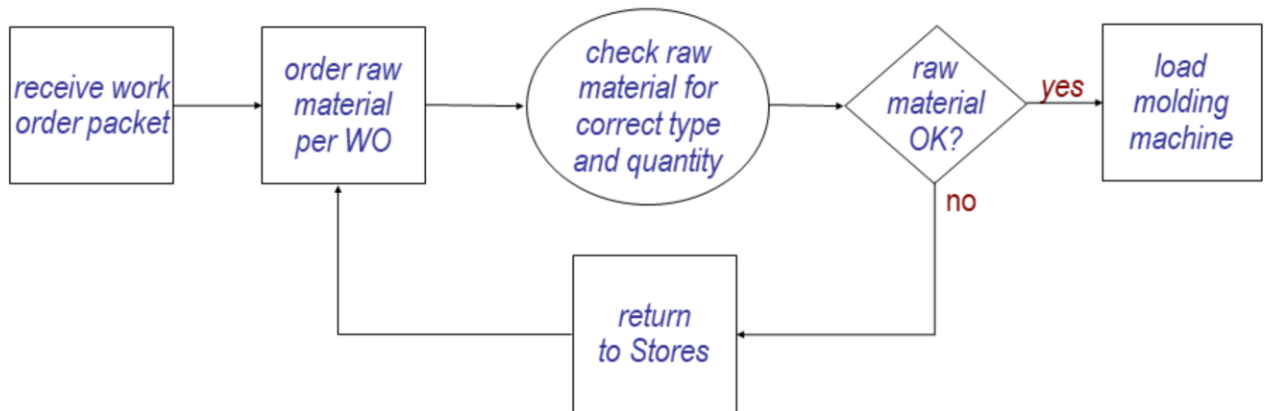 receive work
order packet
order raw
material
per WO
check raw
material for
correct type
and quantity
raw
material
OK?
yes
load
molding
machine
no
return
to Stores